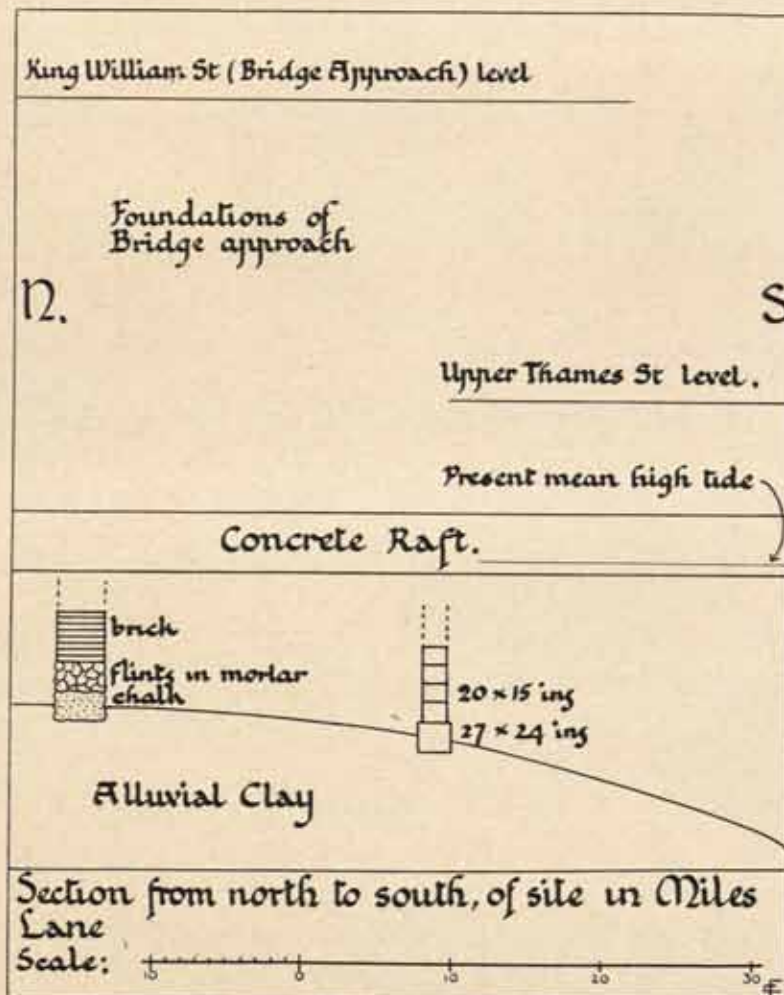 King William St (Bridge Approach) level
Foundations of
Bridge approach
N.
S
Upper Thames St level.
Present mean high tide
Concrete Raft.
brick
flints in mortar
chalk
20 × 15 ins
27 × 24 ins
Alluvial Clay
Section from north to south, of site in Miles
Lane
Scale:
10 0 10 20 30